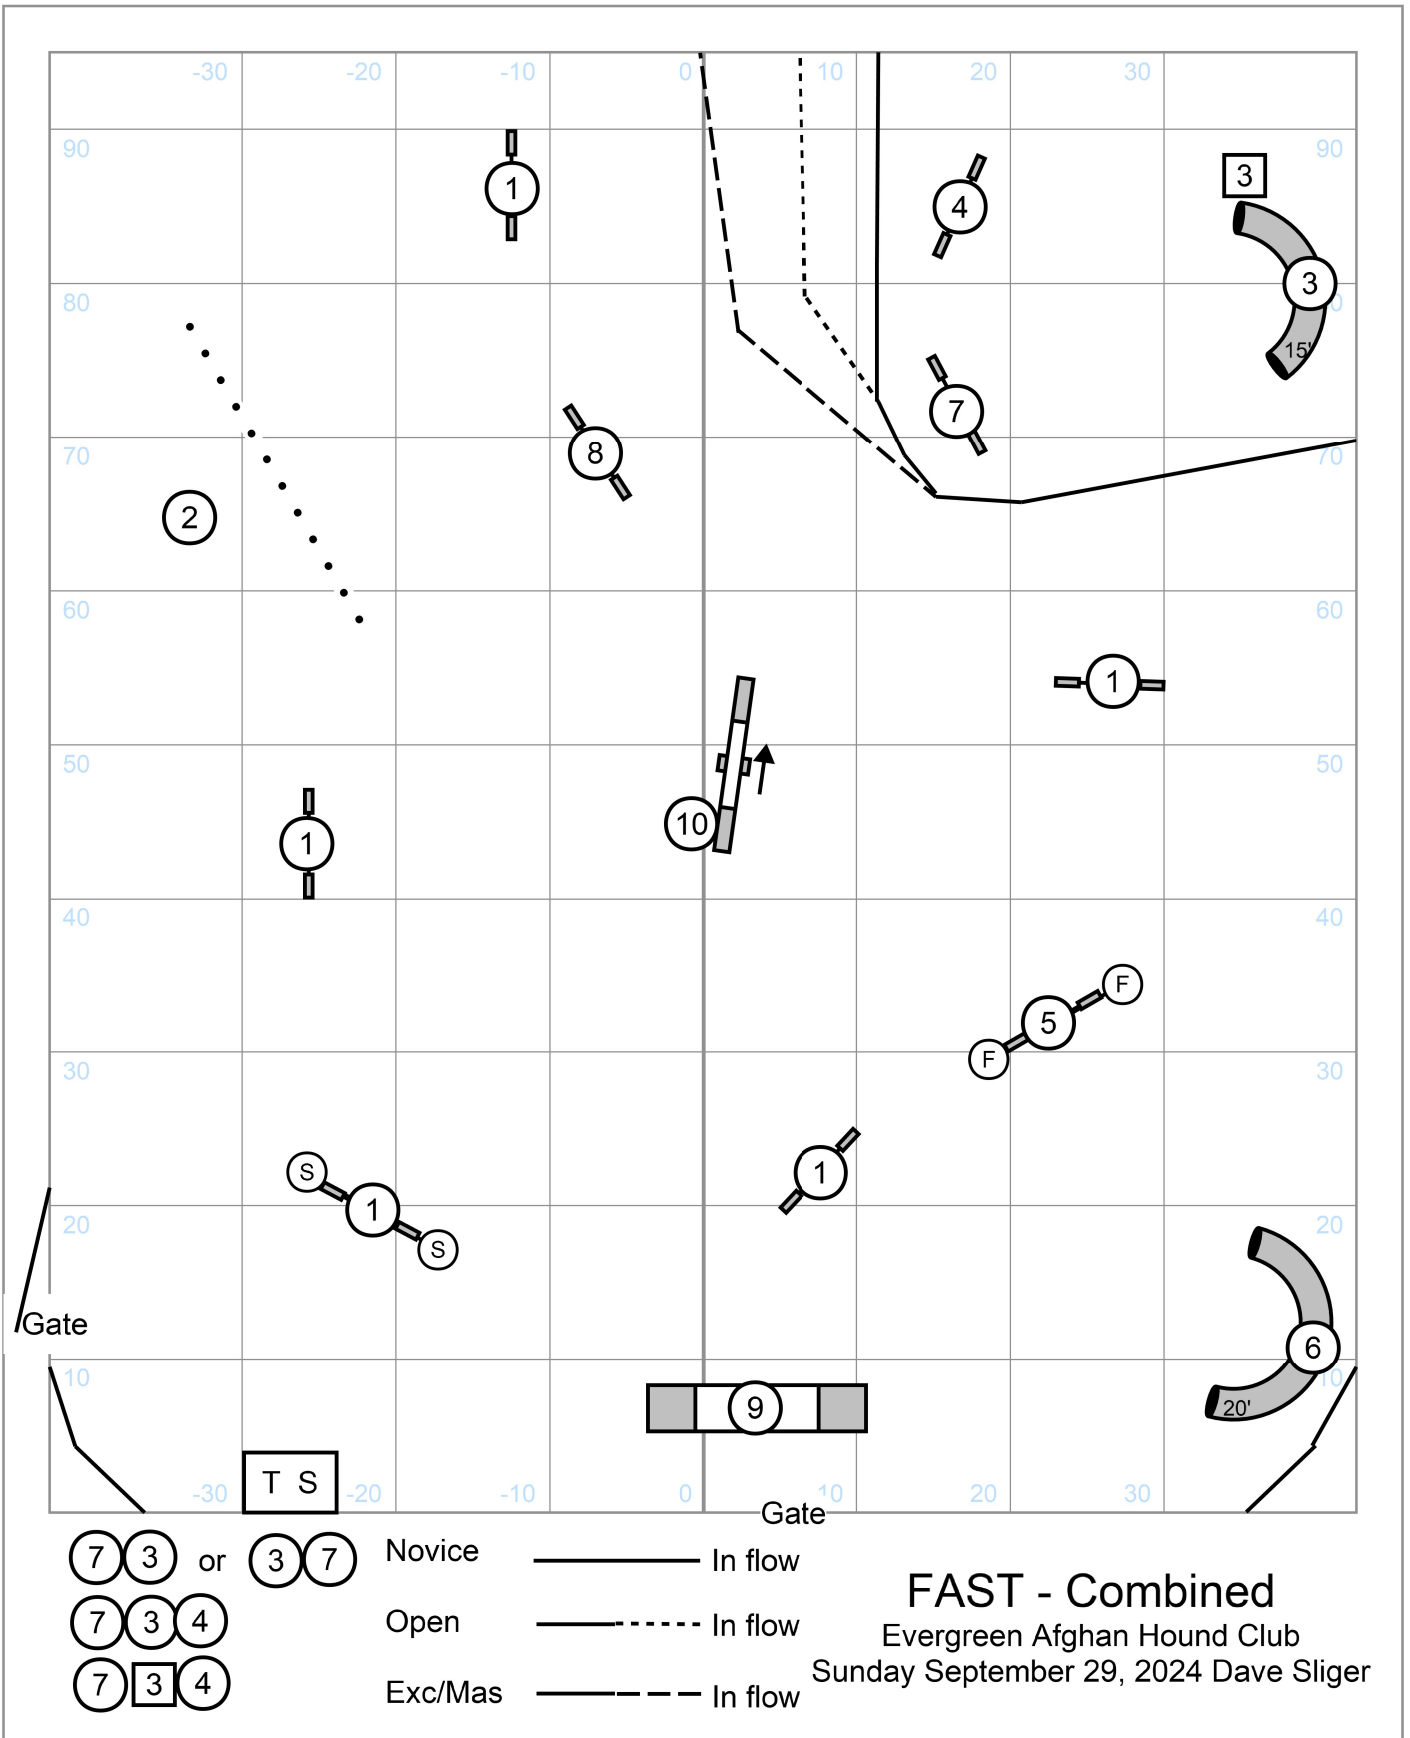 -30 -20 -10 0 10 20 30
90 90
1
4
3
3
80 0
15'
7
8
70 70
2
60 60
1
50 50
10
1
40 40
F
5
F
30 30
S
1
1
S
20 20
Gate
6
10 10
9
20'
T S
-30 -20 -10 0 10 20 30
Gate
7 3 or 3 7 Novice In flow
7 3 4 Open In flow
7 3 4 Exc/Mas In flow
FAST - Combined
Evergreen Afghan Hound Club
Sunday September 29, 2024 Dave Sliger